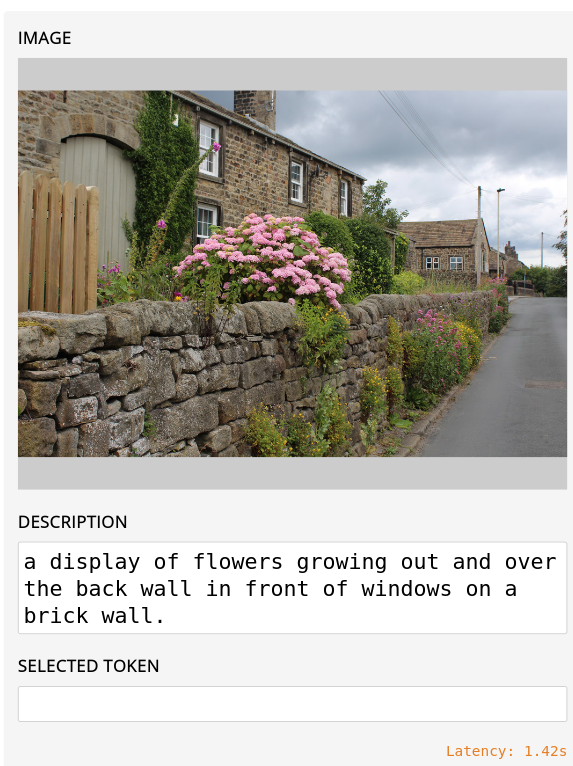 IMAGE
DESCRIPTION
a display of flowers growing out and over
the back wall in front of windows on a
brick wall.
SELECTED TOKEN
Latency: 1.42s